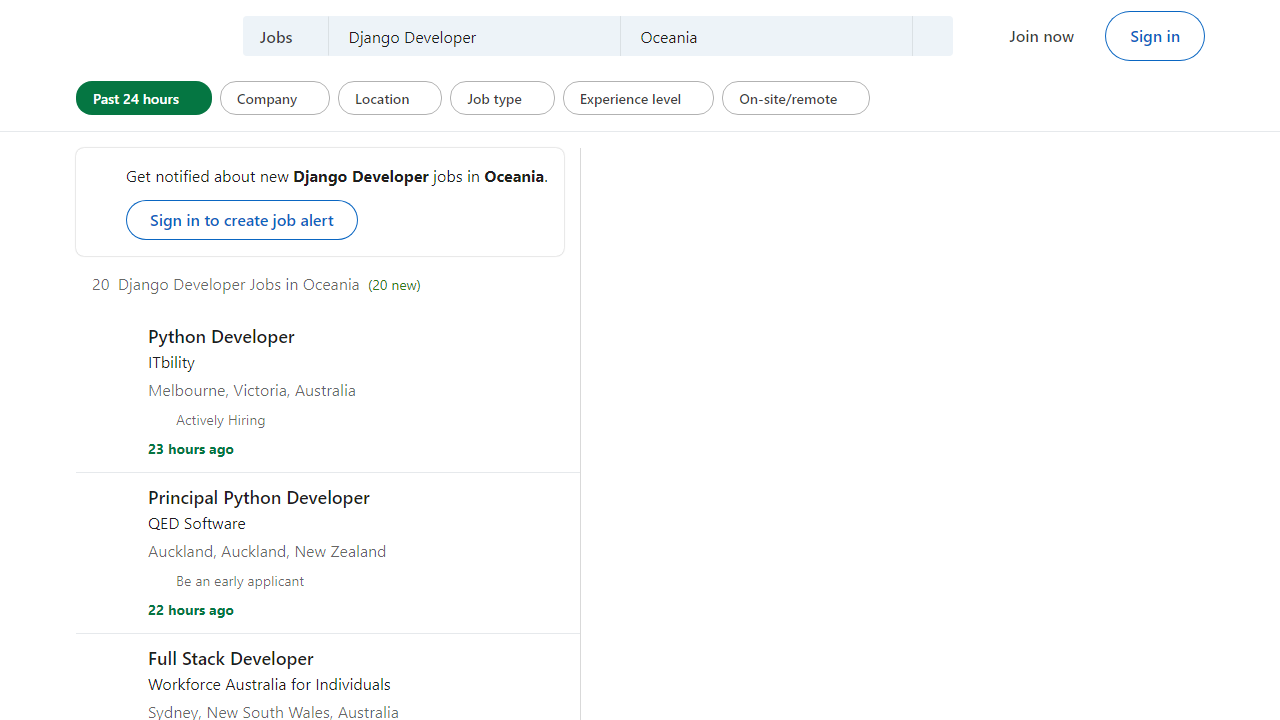 Jobs
Django Developer
Oceania
Join now
Sign in
Past 24 hours
Company
Location
Job type
Experience level
On-site/remote
Get notified about new Django Developer jobs in Oceania.
Sign in to create job alert
20 Django Developer Jobs in Oceania (20 new)
Python Developer
ITbility
Melbourne, Victoria, Australia
Actively Hiring
23 hours ago
Principal Python Developer
QED Software
Auckland, Auckland, New Zealand
Be an early applicant
22 hours ago
Full Stack Developer
Workforce Australia for Individuals
Sydney, New South Wales, Australia